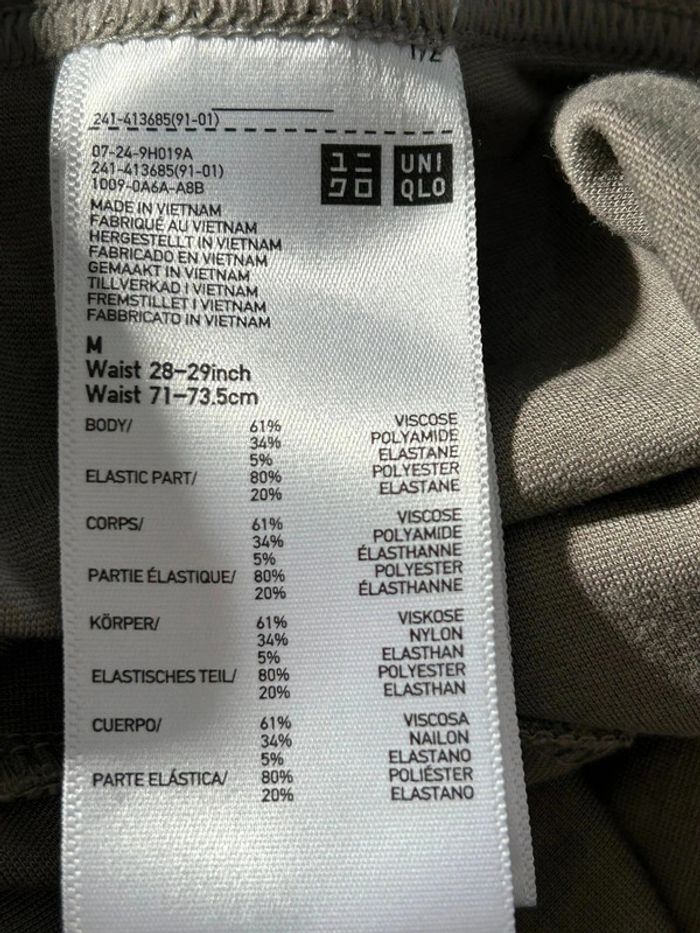 1/2
241-413685(91-01)
07-24-9H019A
241-413685(91-01)
1009-0A6A-A8B
ユニクロ
UNIQLO
MADE IN VIETNAM
FABRIQUÉ AU VIETNAM
HERGESTELLT IN VIETNAM
FABRICADO EN VIETNAM
GEMAAKT IN VIETNAM
TILLVERKAD I VIETNAM
FREMSTILLET I VIETNAM
FABBRICATO IN VIETNAM
M
Waist 28–29inch
Waist 71–73.5cm
BODY/ 61% VISCOSE
34% POLYAMIDE
5% ELASTANE
ELASTIC PART/ 80% POLYESTER
20% ELASTANE
CORPS/ 61% VISCOSE
34% POLYAMIDE
5% ÉLASTHANNE
PARTIE ÉLASTIQUE/ 80% POLYESTER
20% ÉLASTHANNE
KÖRPER/ 61% VISKOSE
34% NYLON
5% ELASTHAN
ELASTISCHES TEIL/ 80% POLYESTER
20% ELASTHAN
CUERPO/ 61% VISCOSA
34% NAILON
5% ELASTANO
PARTE ELÁSTICA/ 80% POLIÉSTER
20% ELASTANO